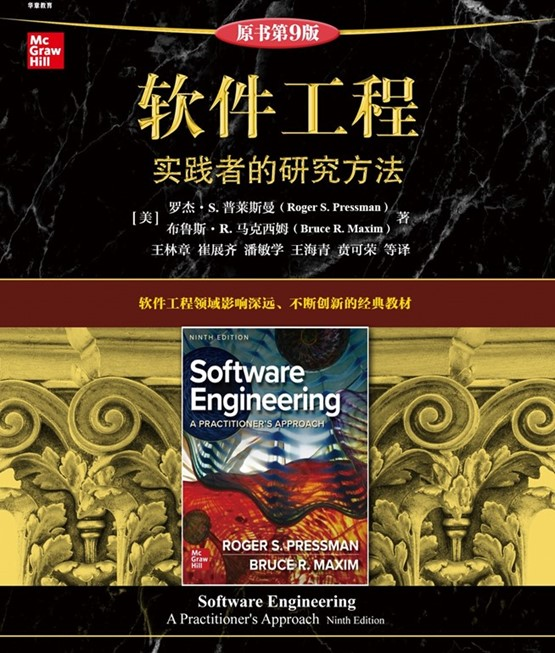 华章教育
Mc
Graw
Hill
原书第9版
软件工程
实践者的研究方法
[美] 罗杰·S. 普莱斯曼(Roger S. Pressman)
布鲁斯·R. 马克西姆(Bruce R. Maxim) 著
王林章 崔展齐 潘敏学 王海青 贲可荣 等译
软件工程领域影响深远、不断创新的经典教材
NINTH EDITION
Software
Engineering
A PRACTITIONER'S APPROACH
Mc
Graw
Hill
ROGER S. PRESSMAN
BRUCE R. MAXIM
Software Engineering
A Practitioner's Approach Ninth Edition